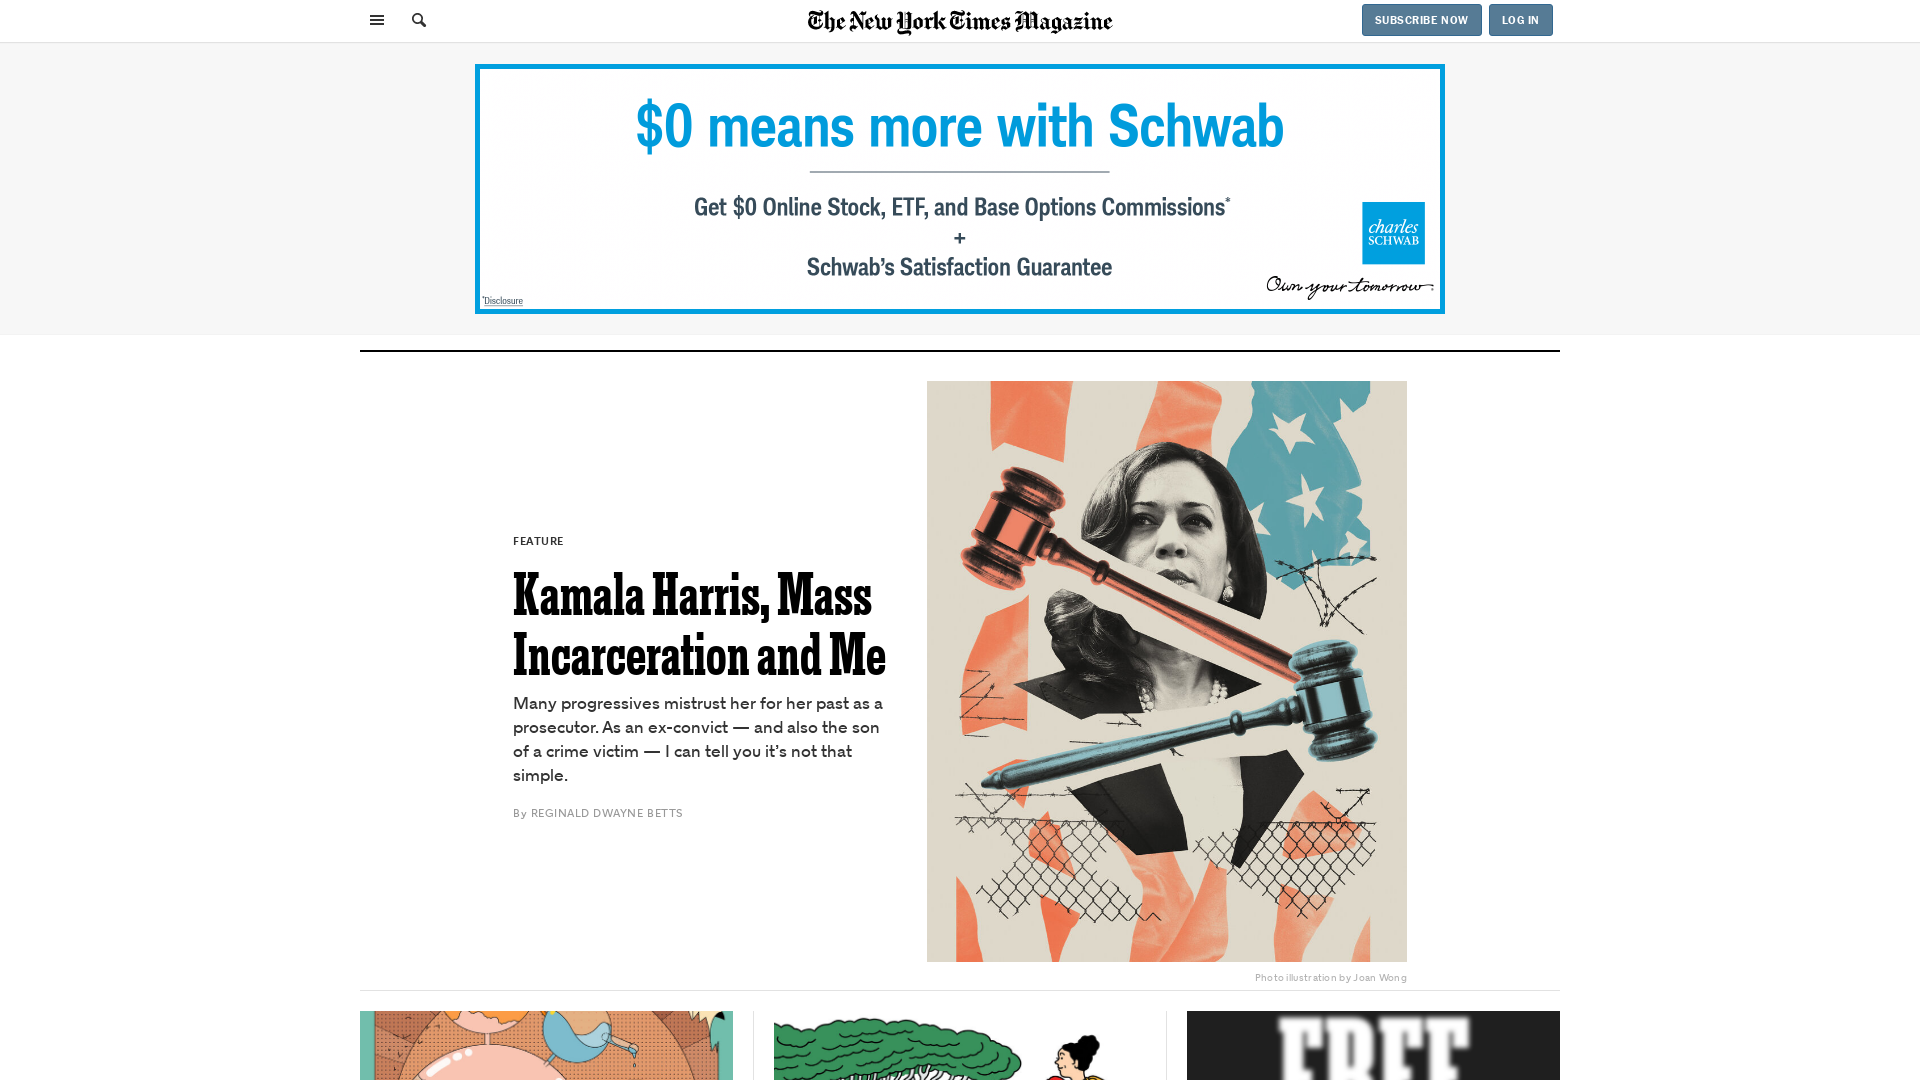 The New York Times Magazine
SUBSCRIBE NOW
LOG IN
$0 means more with Schwab
Get $0 Online Stock, ETF, and Base Options Commissions*
+
Schwab’s Satisfaction Guarantee
charles
SCHWAB
Own your tomorrow
*Disclosure
FEATURE
Kamala Harris, Mass
Incarceration and Me
Many progressives mistrust her for her past as a
prosecutor. As an ex-convict — and also the son
of a crime victim — I can tell you it’s not that
simple.
By REGINALD DWAYNE BETTS
Photo illustration by Joan Wong
FREE